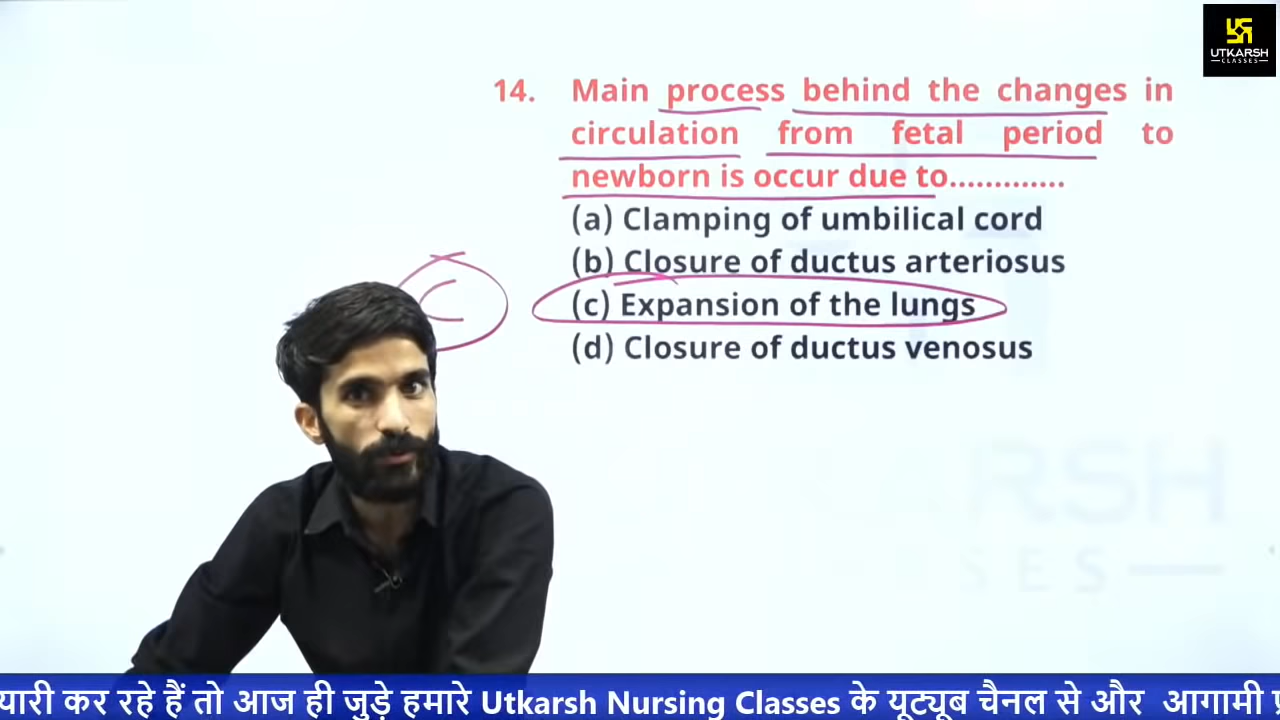 UTKARSH
CLASSES
14. Main process behind the changes in
circulation from fetal period to
newborn is occur due to.............
(a) Clamping of umbilical cord
(b) Closure of ductus arteriosus
(c) Expansion of the lungs
(d) Closure of ductus venosus
C
RSH
SES
यारी कर रहे हैं तो आज ही जुड़े हमारे Utkarsh Nursing Classes के यूट्यूब चैनल से और आगामी प्र